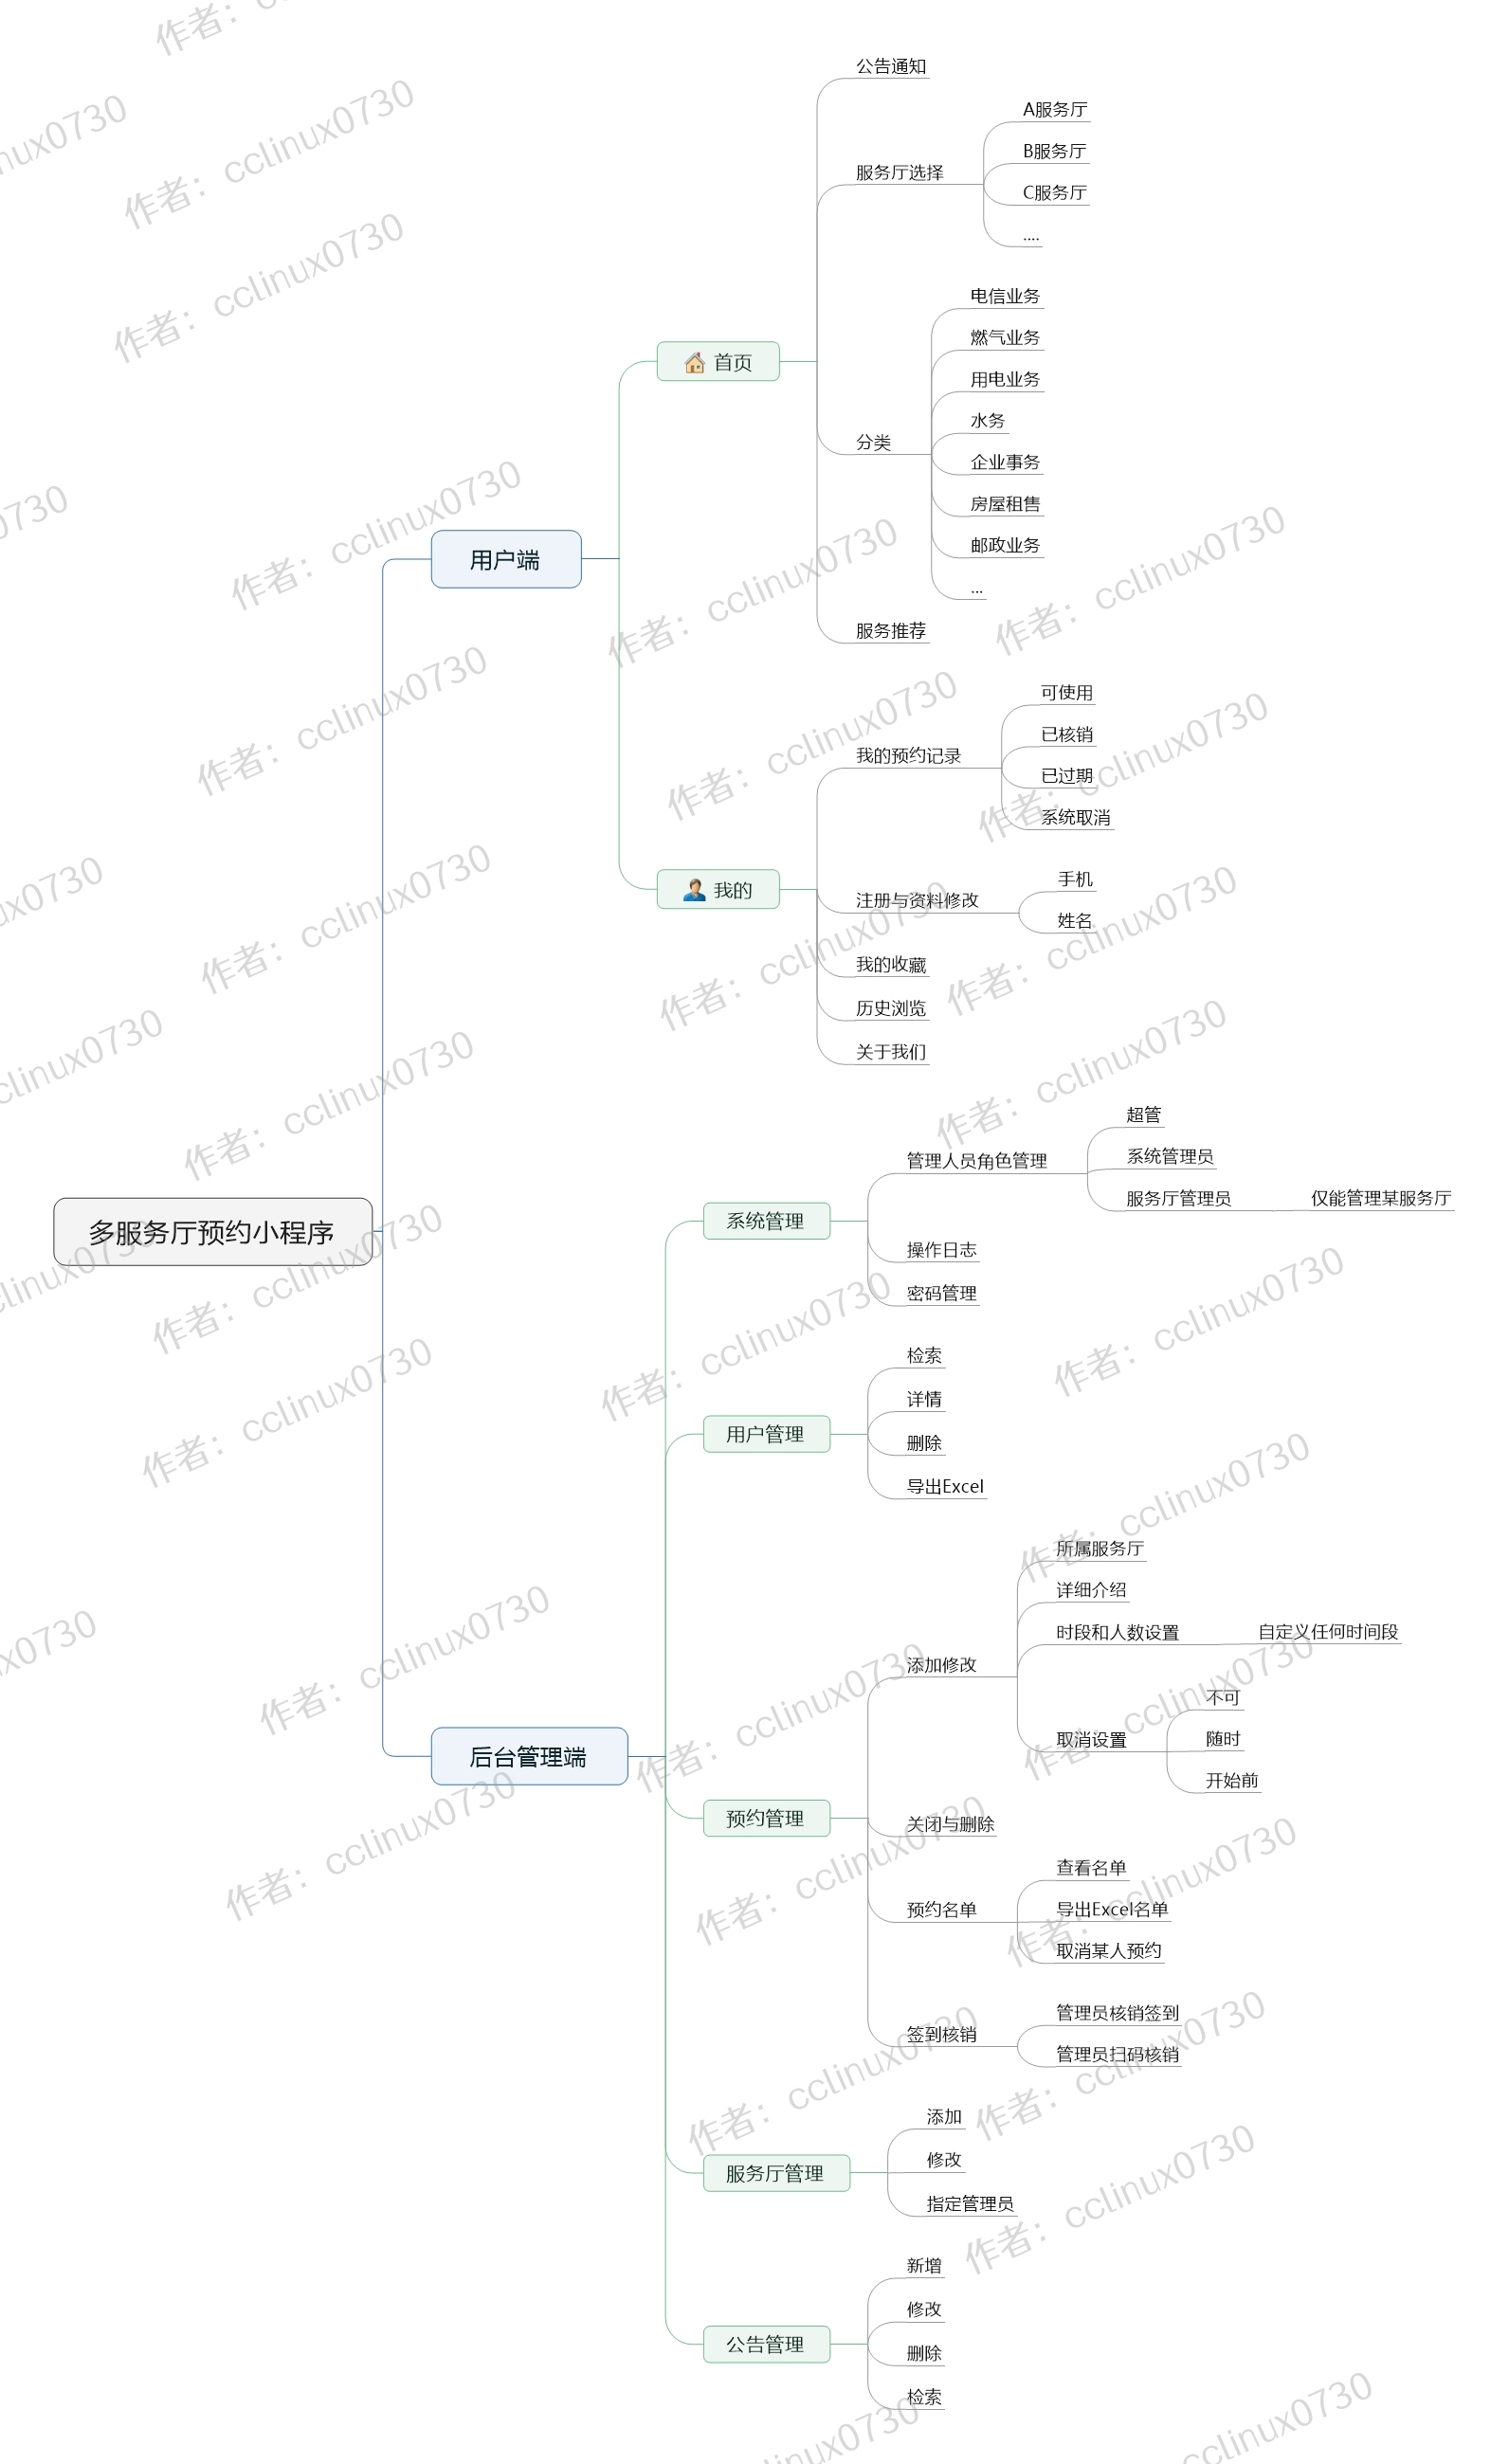 多服务厅预约小程序
用户端
首页
公告通知
服务厅选择
A服务厅
B服务厅
C服务厅
....
分类
电信业务
燃气业务
用电业务
水务
企业事务
房屋租售
邮政业务
...
服务推荐
我的
我的预约记录
可使用
已核销
已过期
系统取消
注册与资料修改
手机
姓名
我的收藏
历史浏览
关于我们
后台管理端
系统管理
管理人员角色管理
超管
系统管理员
服务厅管理员
仅能管理某服务厅
操作日志
密码管理
用户管理
检索
详情
删除
导出Excel
预约管理
添加修改
所属服务厅
详细介绍
时段和人数设置
自定义任何时间段
取消设置
不可
随时
开始前
关闭与删除
预约名单
查看名单
导出Excel名单
取消某人预约
签到核销
管理员核销签到
管理员扫码核销
服务厅管理
添加
修改
指定管理员
公告管理
新增
修改
删除
检索
作者：cclinux0730